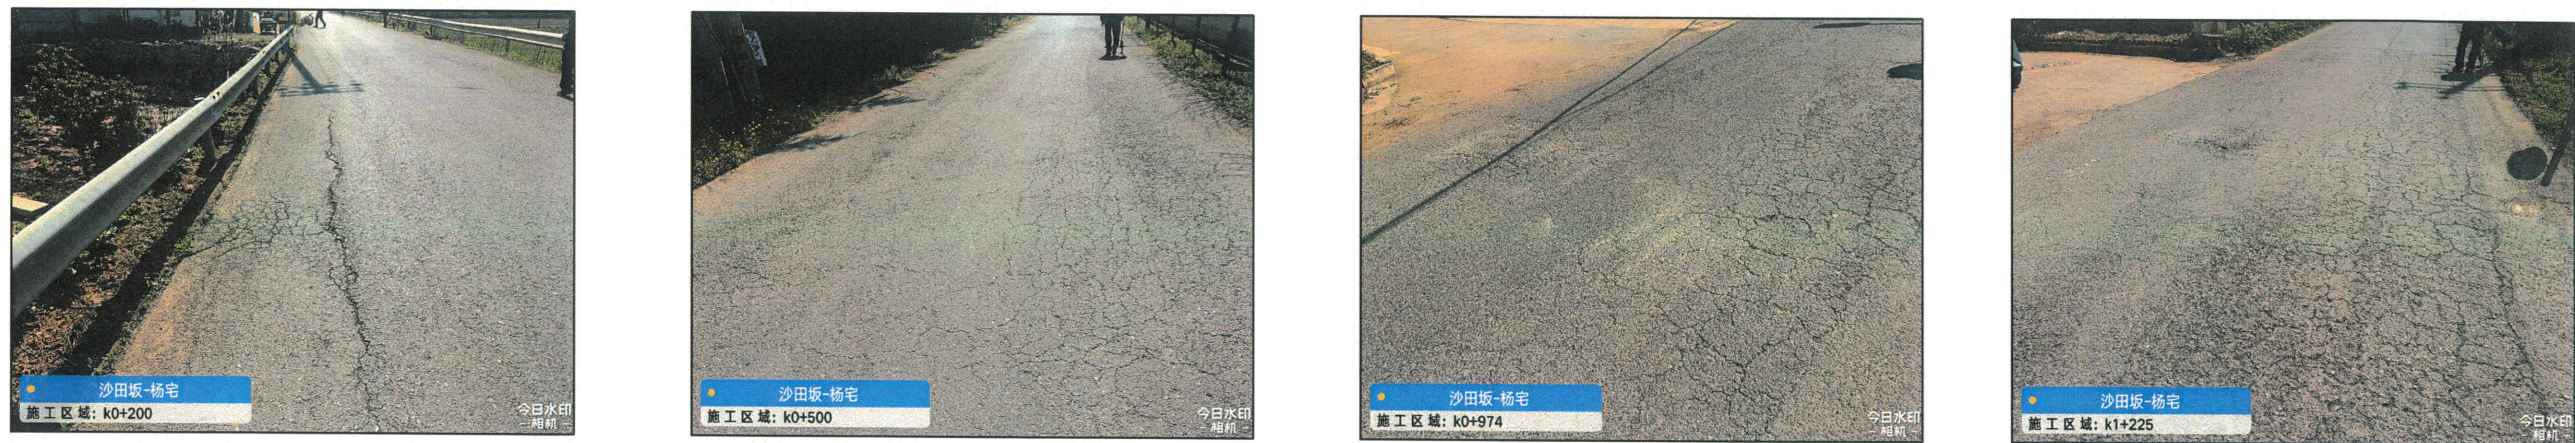 沙田坂-杨宅
施工区域: k0+200
今日水印
相机
沙田坂-杨宅
施工区域: k0+500
今日水印
相机
沙田坂-杨宅
施工区域: k0+974
今日水印
相机
沙田坂-杨宅
施工区域: k1+225
今日水印
相机